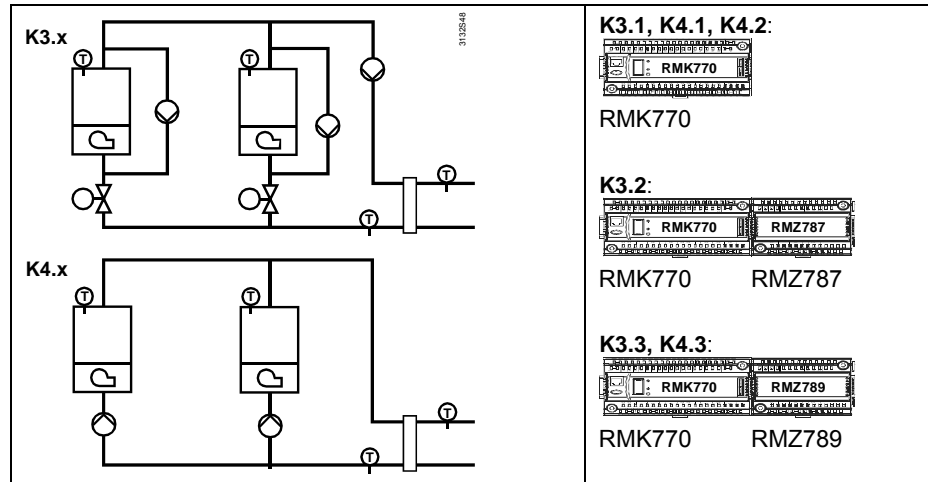 K3.x
T
T
T
T
3132S48
K4.x
T
T
T
T
K3.1, K4.1, K4.2:
RMK770
RMK770
K3.2:
RMK770 RMZ787
RMK770 RMZ787
K3.3, K4.3:
RMK770 RMZ789
RMK770 RMZ789